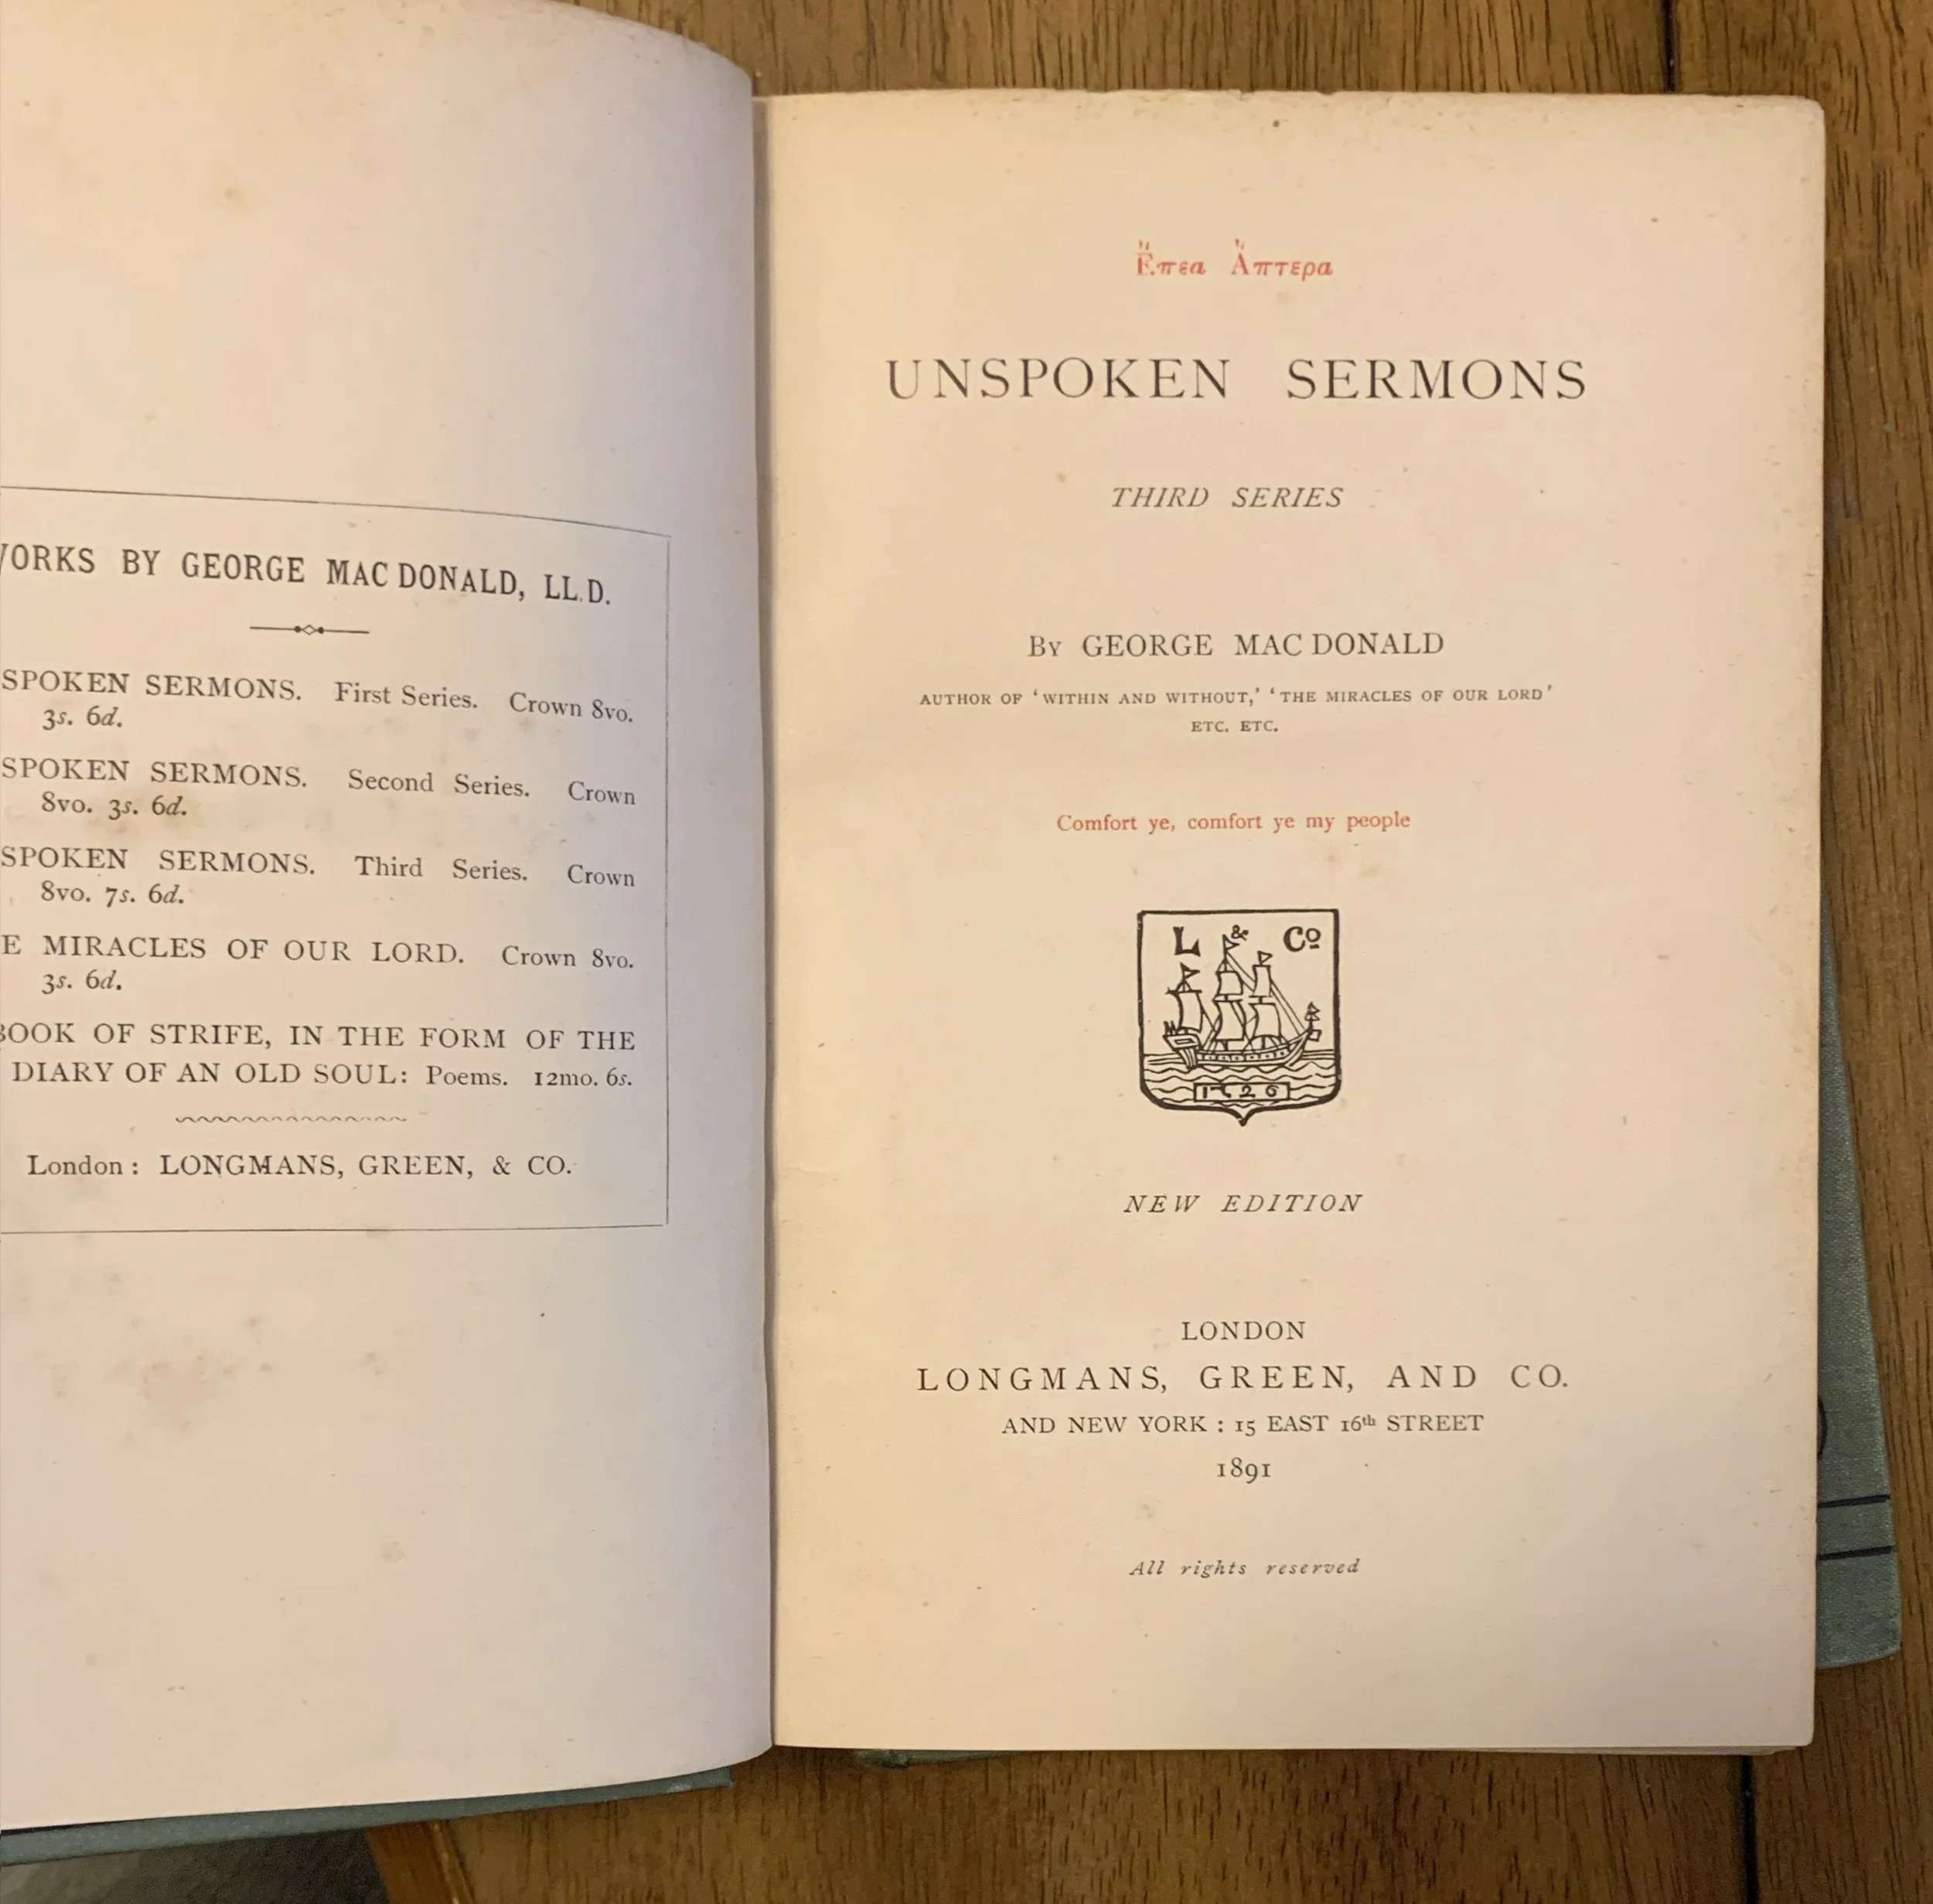 WORKS BY GEORGE MAC DONALD, LL.D.
SPOKEN SERMONS. First Series. Crown 8vo.
3s. 6d.
SPOKEN SERMONS. Second Series. Crown
8vo. 3s. 6d.
SPOKEN SERMONS. Third Series. Crown
8vo. 7s. 6d.
E MIRACLES OF OUR LORD. Crown 8vo.
3s. 6d.
BOOK OF STRIFE, IN THE FORM OF THE
DIARY OF AN OLD SOUL: Poems. 12mo. 6s.
London: LONGMANS, GREEN, & CO.
Ἔπεα Ἄπτερα
UNSPOKEN SERMONS
THIRD SERIES
By GEORGE MAC DONALD
AUTHOR OF ‘WITHIN AND WITHOUT,’ ‘THE MIRACLES OF OUR LORD’
ETC. ETC.
Comfort ye, comfort ye my people
L & Co
1726
NEW EDITION
LONDON
LONGMANS, GREEN, AND CO.
AND NEW YORK : 15 EAST 16th STREET
1891
All rights reserved